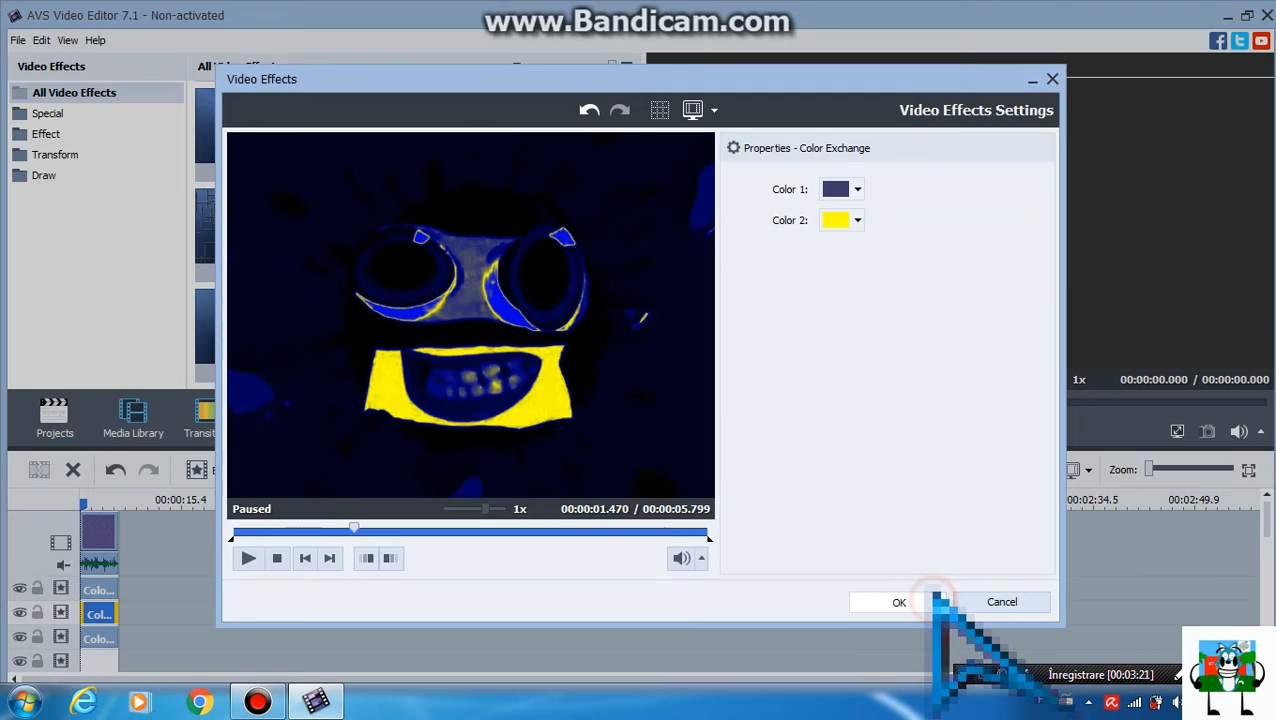 AVS Video Editor 7.1 - Non-activated
www.Bandicam.com
File Edit View Help
Video Effects
All Video Effects
Special
Effect
Transform
Draw
Video Effects
Video Effects Settings
Properties - Color Exchange
Color 1:
Color 2:
Paused 1x 00:00:01.470 / 00:00:05.799
OK Cancel
1x 00:00:00.000 / 00:00:00.000
Projects Media Library Transit
Zoom:
00:00:15.4 00:02:34.5 00:02:49.9
Colo...
Col...
Colo...
Înregistrare [00:03:21]